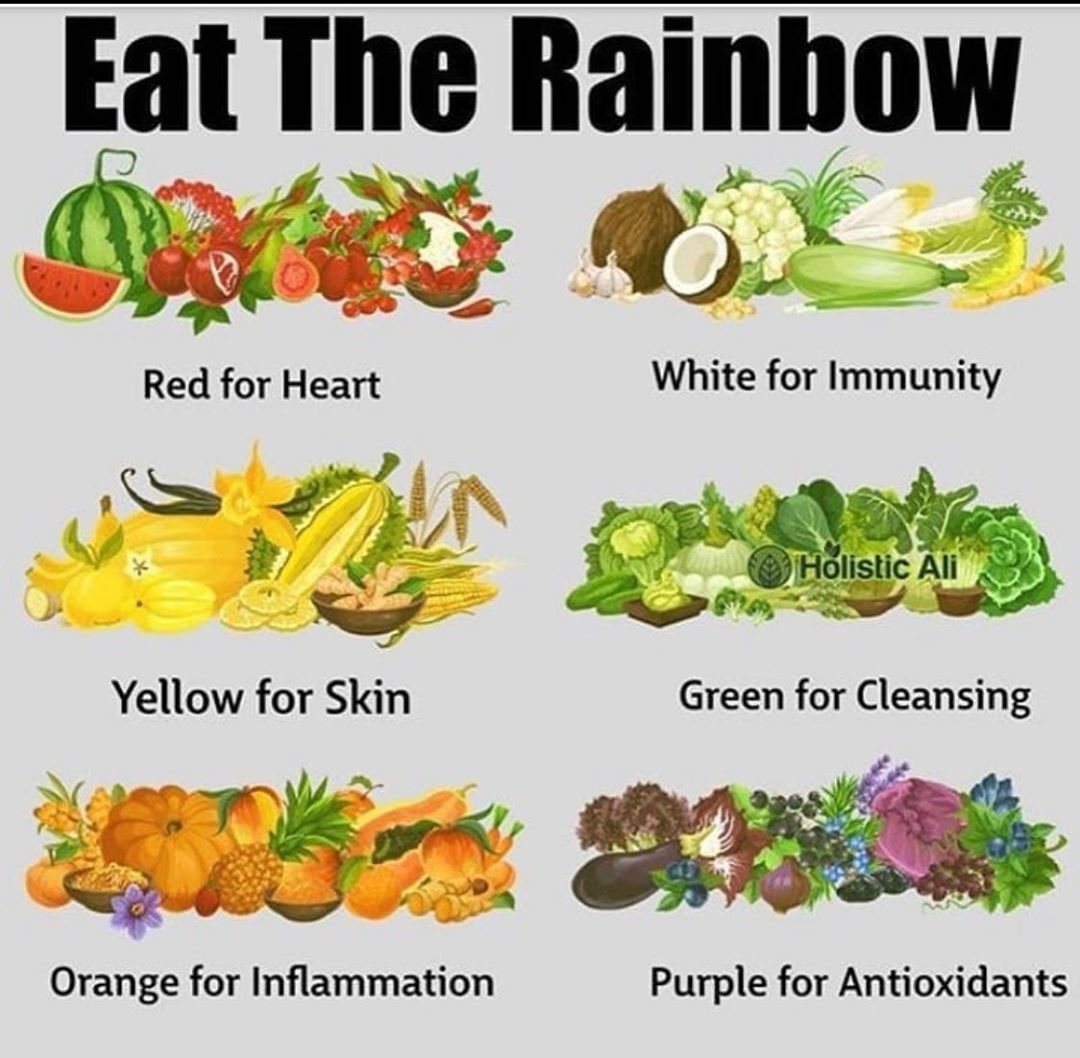 Eat The Rainbow
Red for Heart
White for Immunity
Yellow for Skin
Holistic Ali
Green for Cleansing
Orange for Inflammation
Purple for Antioxidants